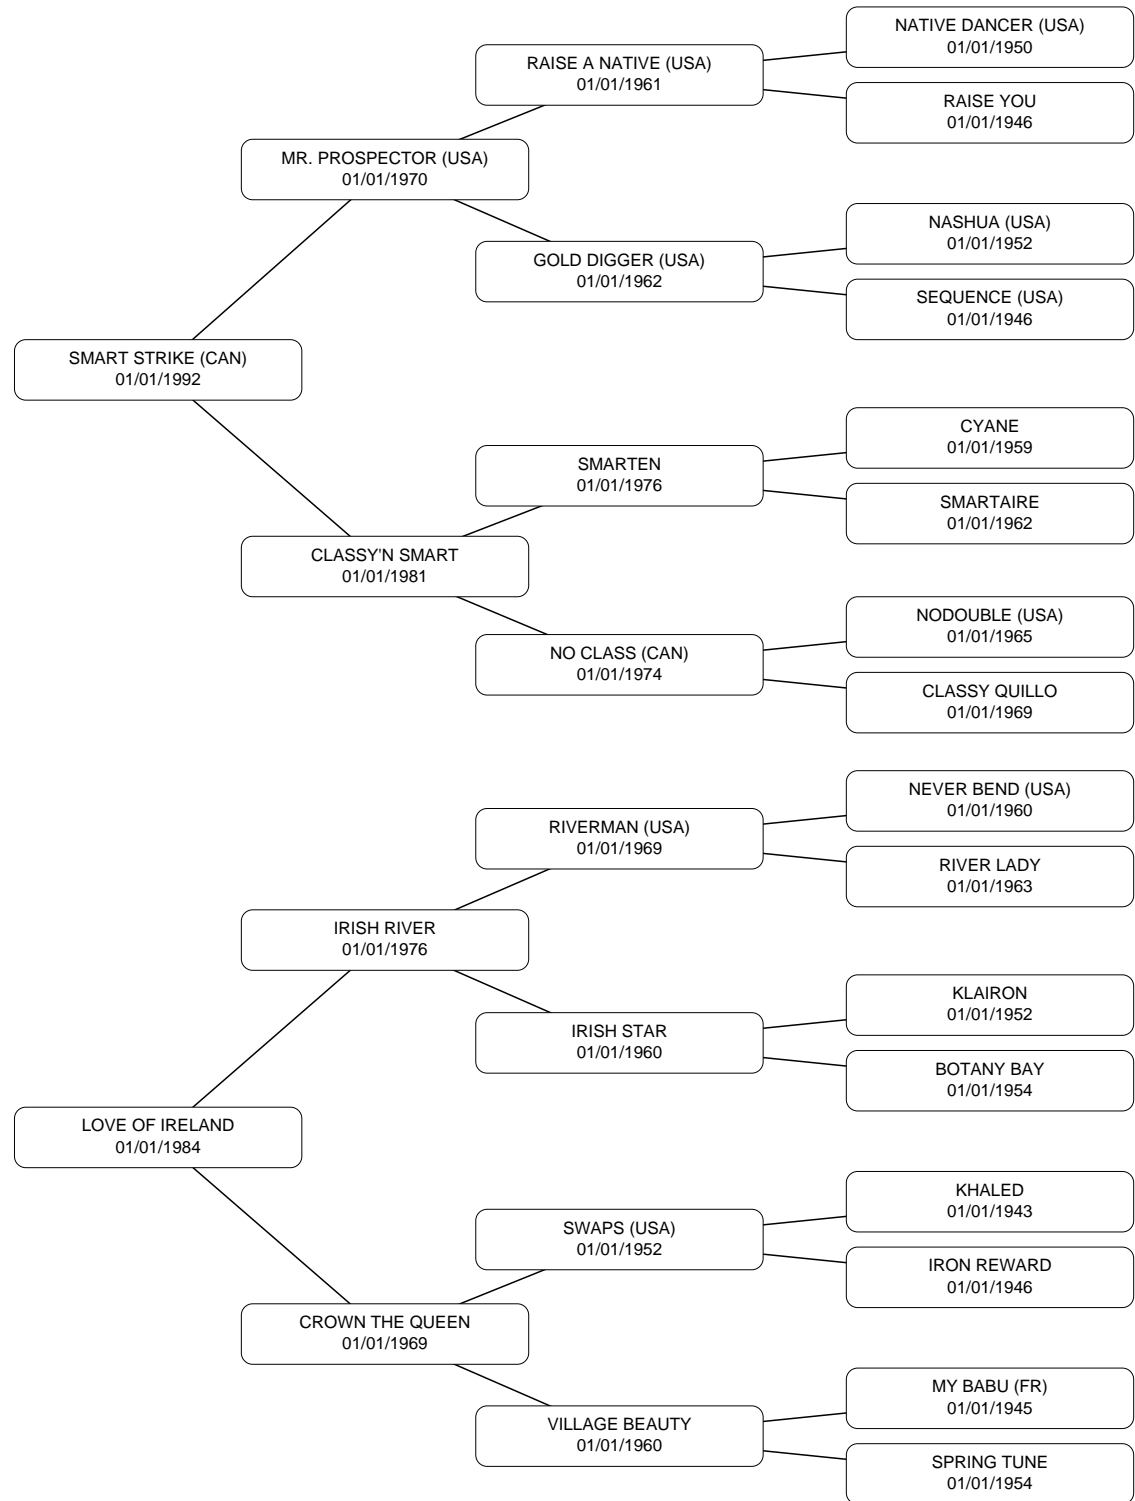 NATIVE DANCER (USA)
01/01/1950
RAISE A NATIVE (USA)
01/01/1961
RAISE YOU
01/01/1946
MR. PROSPECTOR (USA)
01/01/1970
NASHUA (USA)
01/01/1952
GOLD DIGGER (USA)
01/01/1962
SEQUENCE (USA)
01/01/1946
SMART STRIKE (CAN)
01/01/1992
CYANE
01/01/1959
SMARTEN
01/01/1976
SMARTAIRE
01/01/1962
CLASSY'N SMART
01/01/1981
NODOUBLE (USA)
01/01/1965
NO CLASS (CAN)
01/01/1974
CLASSY QUILLO
01/01/1969
NEVER BEND (USA)
01/01/1960
RIVERMAN (USA)
01/01/1969
RIVER LADY
01/01/1963
IRISH RIVER
01/01/1976
KLAIRON
01/01/1952
IRISH STAR
01/01/1960
BOTANY BAY
01/01/1954
LOVE OF IRELAND
01/01/1984
KHALED
01/01/1943
SWAPS (USA)
01/01/1952
IRON REWARD
01/01/1946
CROWN THE QUEEN
01/01/1969
MY BABU (FR)
01/01/1945
VILLAGE BEAUTY
01/01/1960
SPRING TUNE
01/01/1954